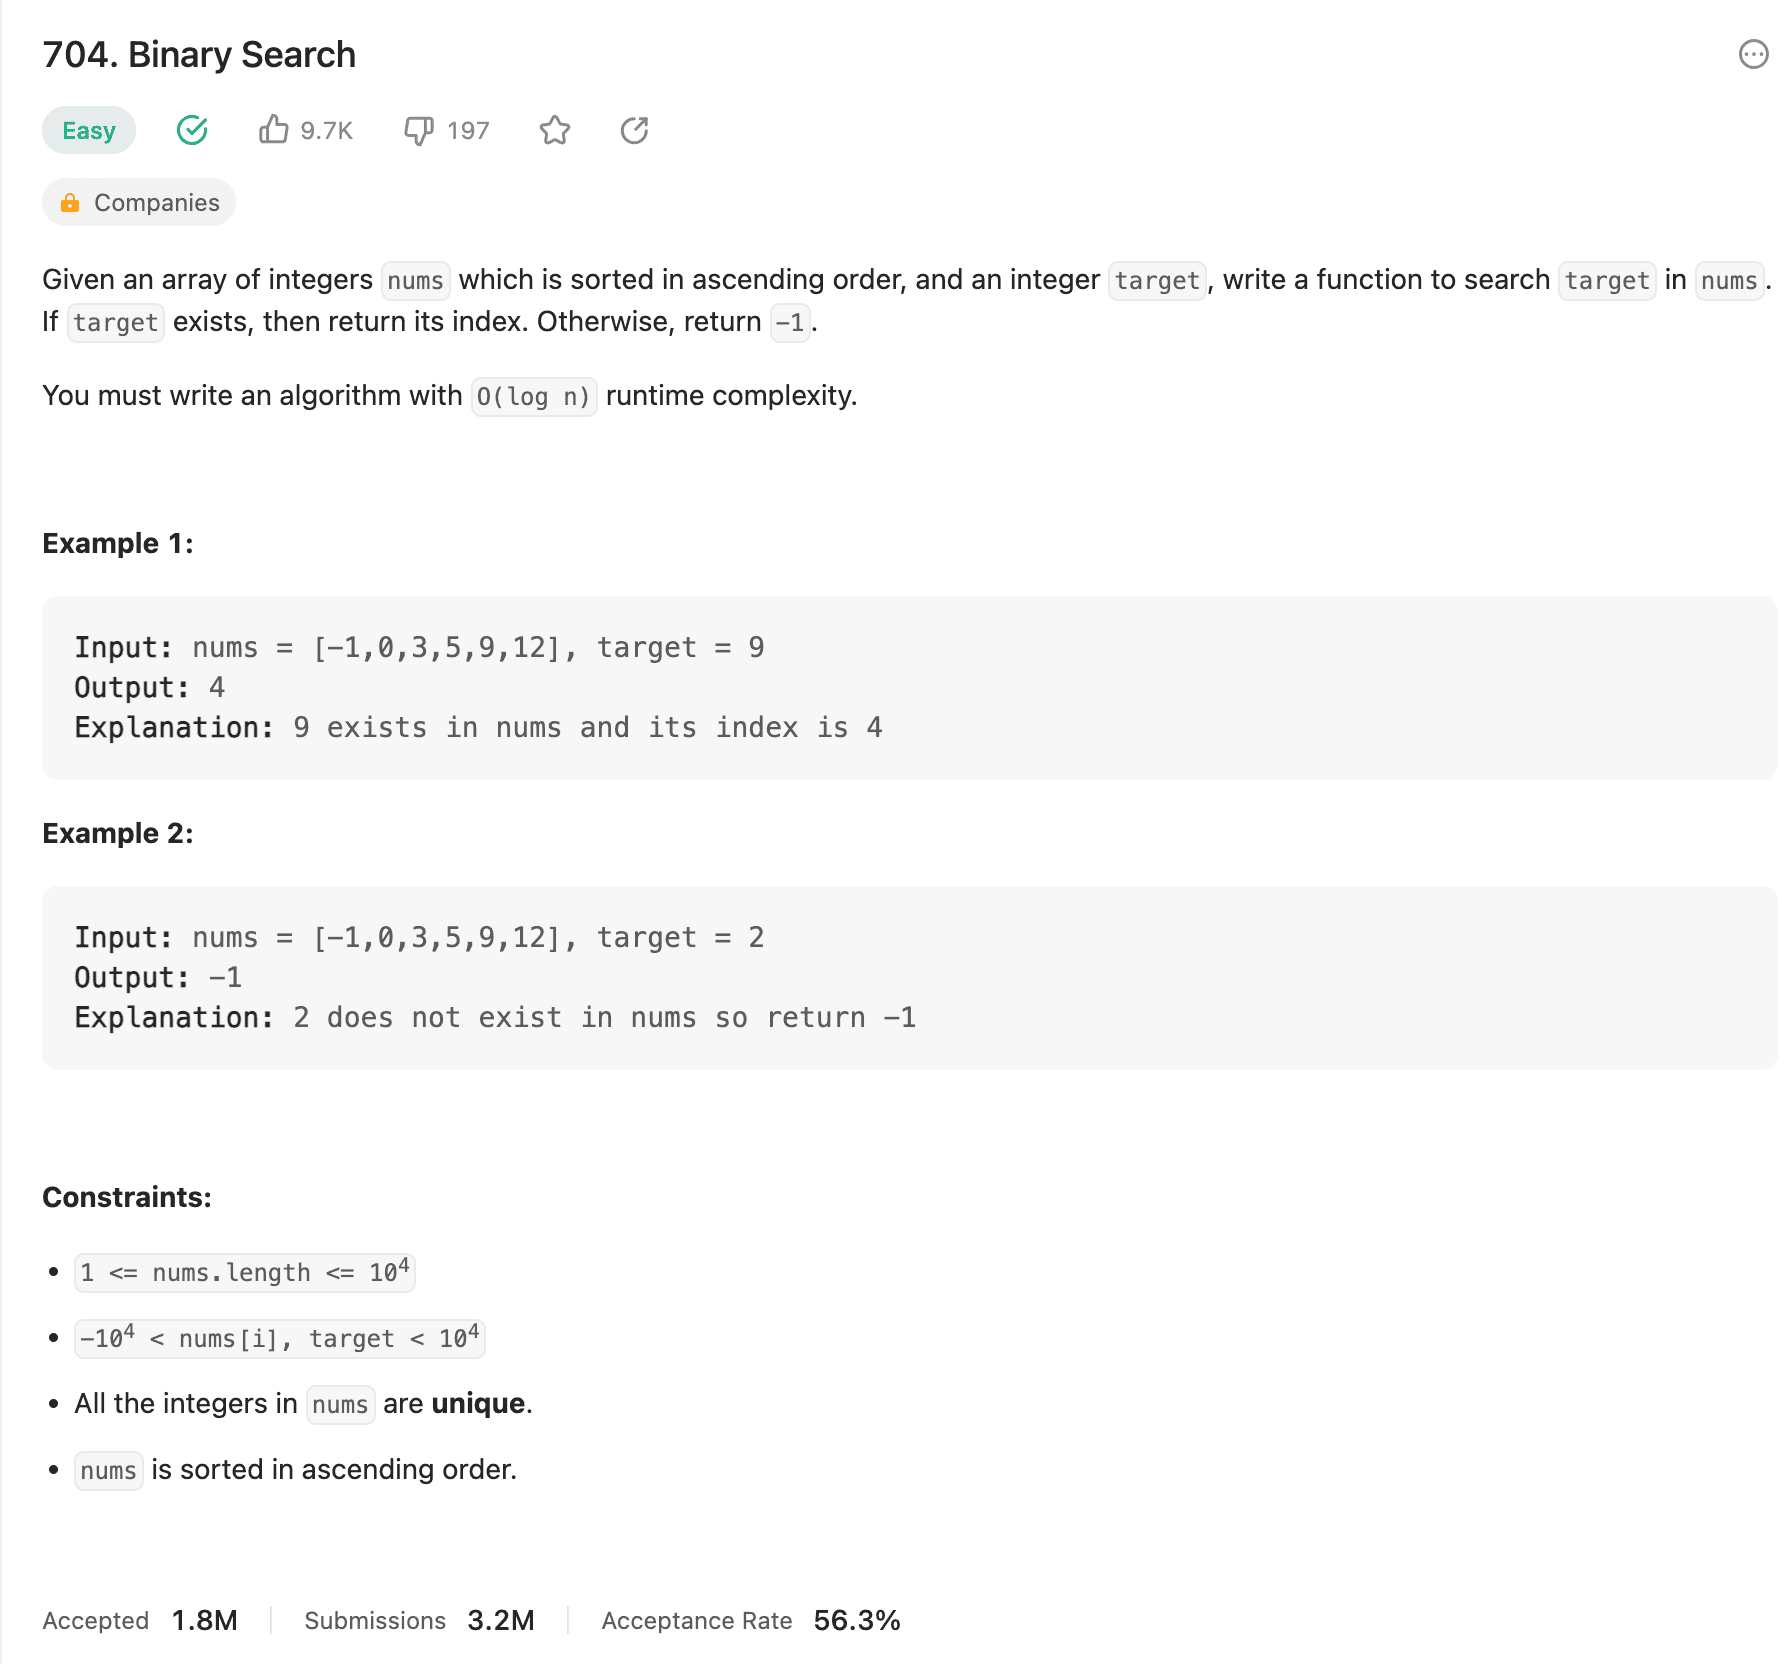 704. Binary Search
Easy 9.7K 197
Companies
Given an array of integers nums which is sorted in ascending order, and an integer target, write a function to search target in nums.
If target exists, then return its index. Otherwise, return -1.
You must write an algorithm with O(log n) runtime complexity.
Example 1:
Input: nums = [-1,0,3,5,9,12], target = 9
Output: 4
Explanation: 9 exists in nums and its index is 4
Example 2:
Input: nums = [-1,0,3,5,9,12], target = 2
Output: -1
Explanation: 2 does not exist in nums so return -1
Constraints:
• 1 <= nums.length <= 10⁴
• -10⁴ < nums[i], target < 10⁴
• All the integers in nums are unique.
• nums is sorted in ascending order.
Accepted 1.8M Submissions 3.2M Acceptance Rate 56.3%